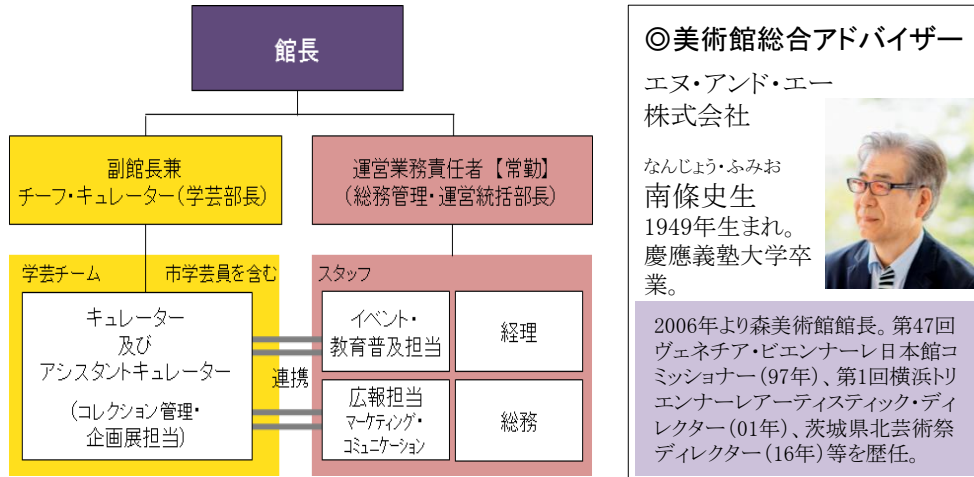 館長
副館長兼
チーフ・キュレーター(学芸部長)
運営業務責任者【常勤】
(総務管理・運営統括部長)
学芸チーム
市学芸員を含む
キュレーター
及び
アシスタントキュレーター
(コレクション管理・
企画展担当)
連携
スタッフ
イベント・
教育普及担当
経理
広報担当
マーケティング・
コミュニケーション
総務
◎美術館総合アドバイザー
エヌ・アンド・エー
株式会社
なんじょう・ふみお
南條史生
1949年生まれ。
慶應義塾大学卒
業。
2006年より森美術館館長。第47回
ヴェネチア・ビエンナーレ日本館コ
ミッショナー(97年)、第1回横浜トリ
エンナーレアーティスティック・ディ
レクター(01年)、茨城県北芸術祭
ディレクター(16年)等を歴任。